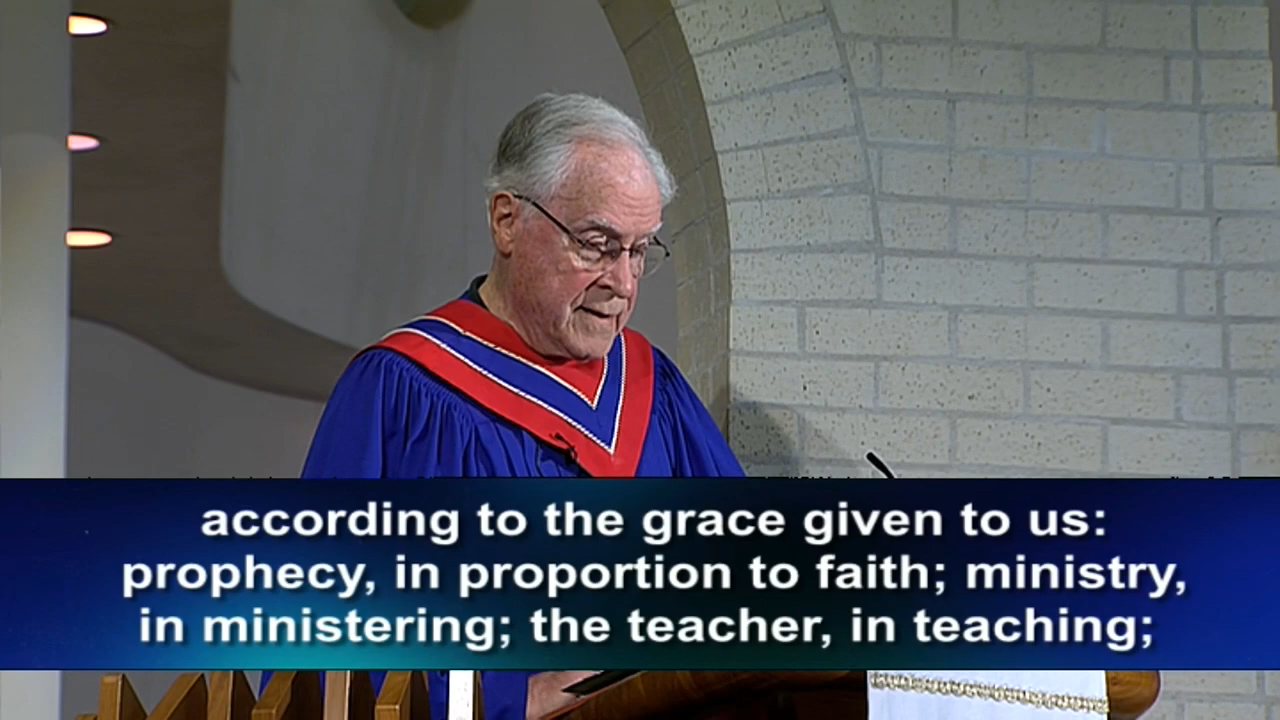 according to the grace given to us:
prophecy, in proportion to faith; ministry,
in ministering; the teacher, in teaching;